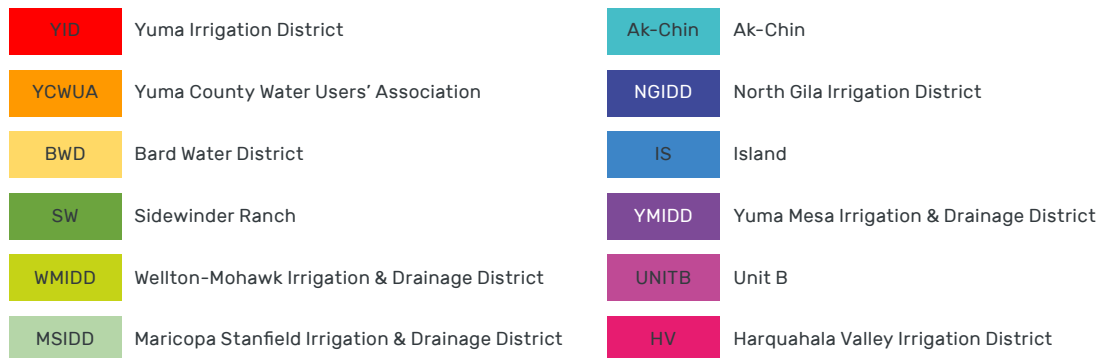 YID Yuma Irrigation District
YCWUA Yuma County Water Users’ Association
BWD Bard Water District
SW Sidewinder Ranch
WMIDD Wellton-Mohawk Irrigation & Drainage District
MSIDD Maricopa Stanfield Irrigation & Drainage District
Ak-Chin Ak-Chin
NGIDD North Gila Irrigation District
IS Island
YMIDD Yuma Mesa Irrigation & Drainage District
UNITB Unit B
HV Harquahala Valley Irrigation District